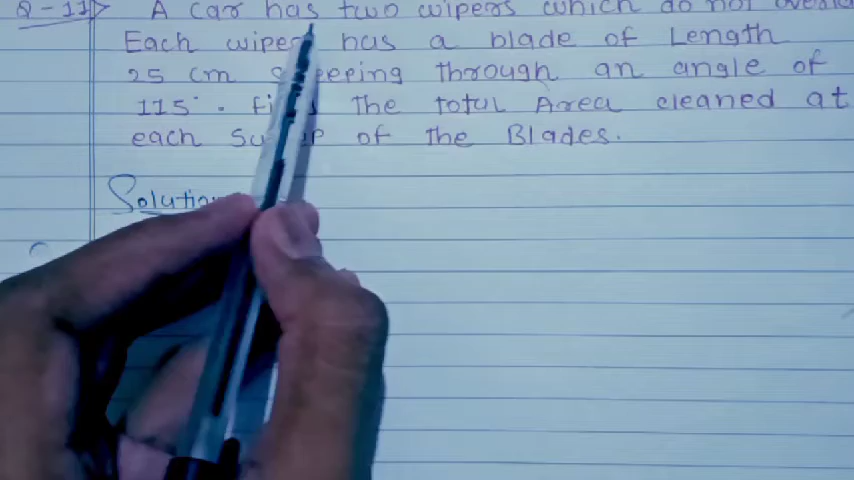 Q-11 A car has two wipers which do not
Each wiper has a blade of Length
25 cm through an angle of
115°. the total Area cleaned at
each of the Blades.
Solution